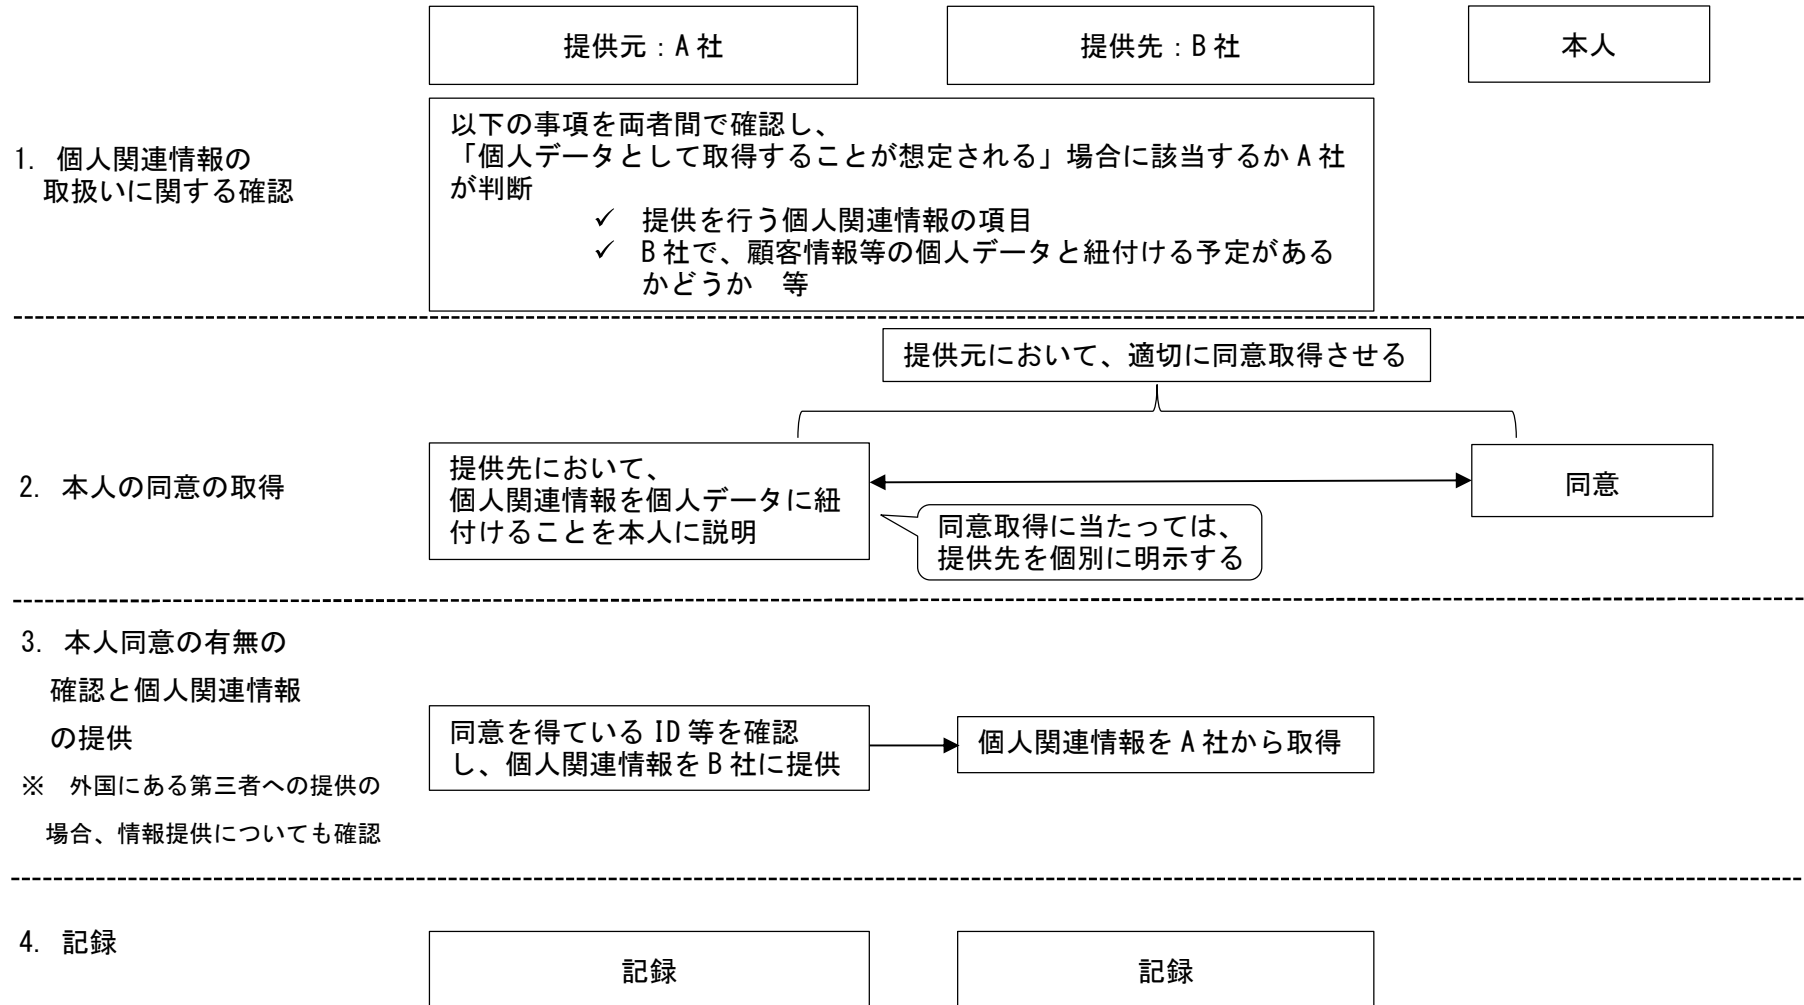 提供元：A 社
提供先：B 社
本人
1. 個人関連情報の
取扱いに関する確認
以下の事項を両者間で確認し、
「個人データとして取得することが想定される」場合に該当するか A 社
が判断
✓ 提供を行う個人関連情報の項目
✓ B 社で、顧客情報等の個人データと紐付ける予定がある
かどうか　等
提供元において、適切に同意取得させる
2. 本人の同意の取得
提供先において、
個人関連情報を個人データに紐
付けることを本人に説明
同意
同意取得に当たっては、
提供先を個別に明示する
3. 本人同意の有無の
確認と個人関連情報
の提供
※　外国にある第三者への提供の
場合、情報提供についても確認
同意を得ている ID 等を確認
し、個人関連情報を B 社に提供
個人関連情報を A 社から取得
4. 記録
記録
記録